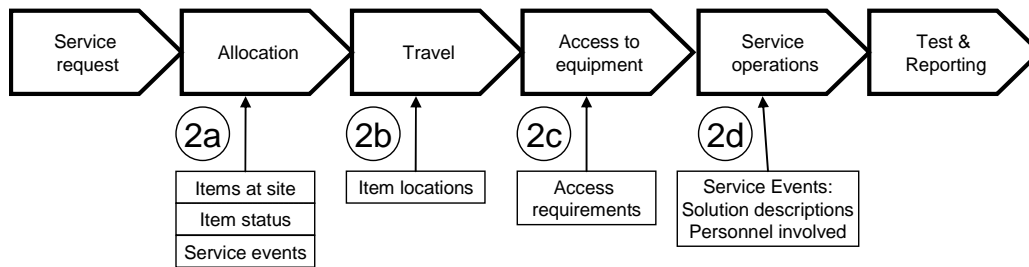 Service
request
Allocation
Travel
Access to
equipment
Service
operations
Test &
Reporting
2a
2b
2c
2d
Items at site
Item status
Service events
Item locations
Access
requirements
Service Events:
Solution descriptions
Personnel involved